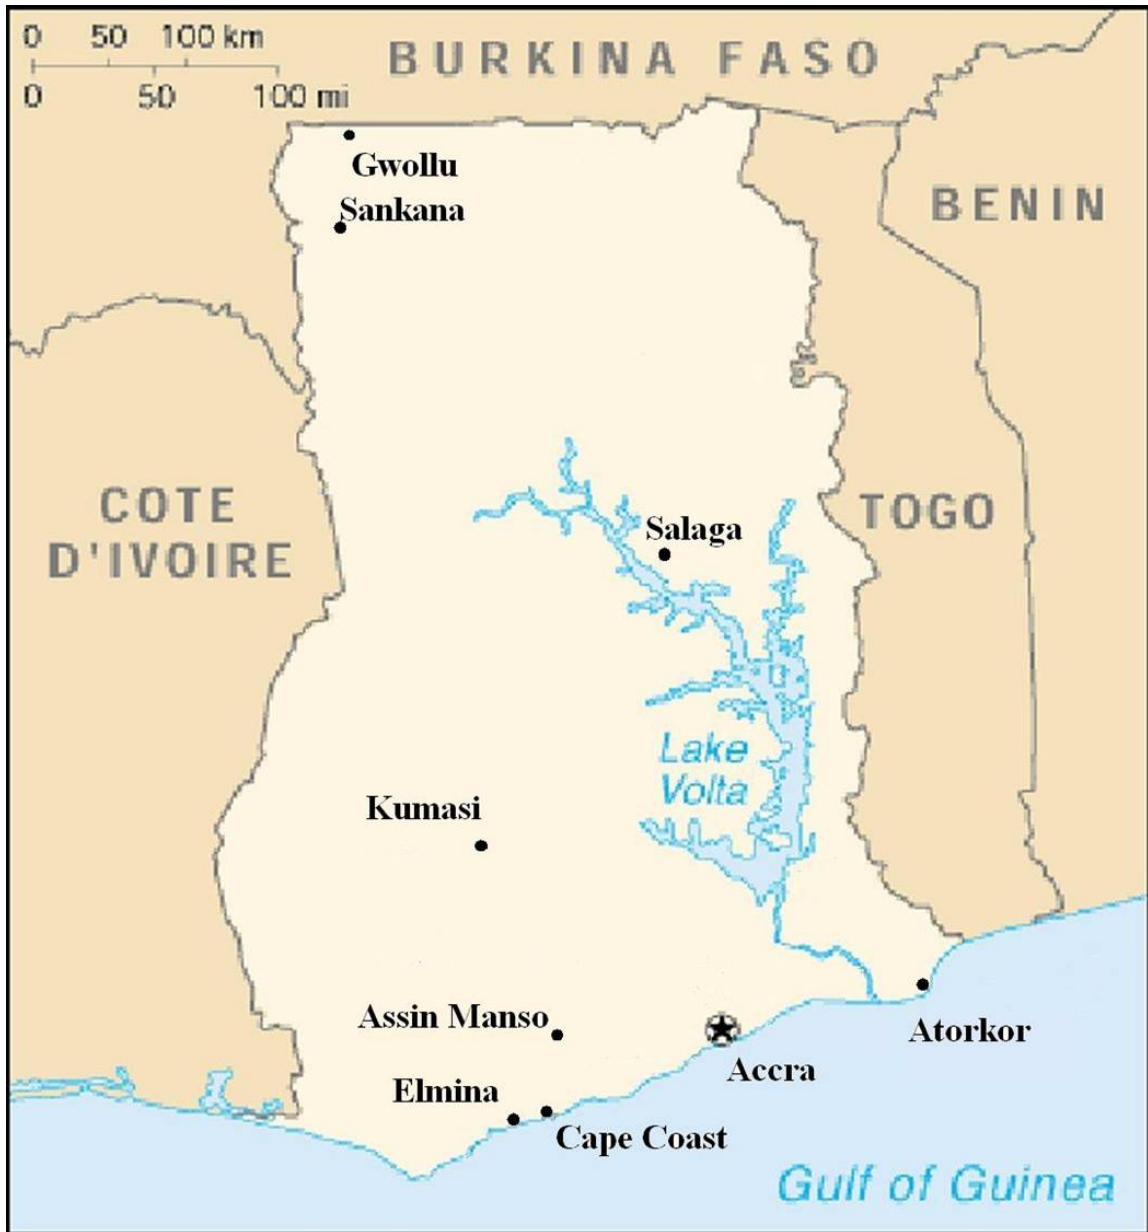 0 50 100 km
0 50 100 mi
BURKINA FASO
Gwollu
Sankana
BENIN
COTE
D'IVOIRE
Salaga
TOGO
Lake
Volta
Kumasi
Assin Manso
Atorkor
Accra
Elmina
Cape Coast
Gulf of Guinea